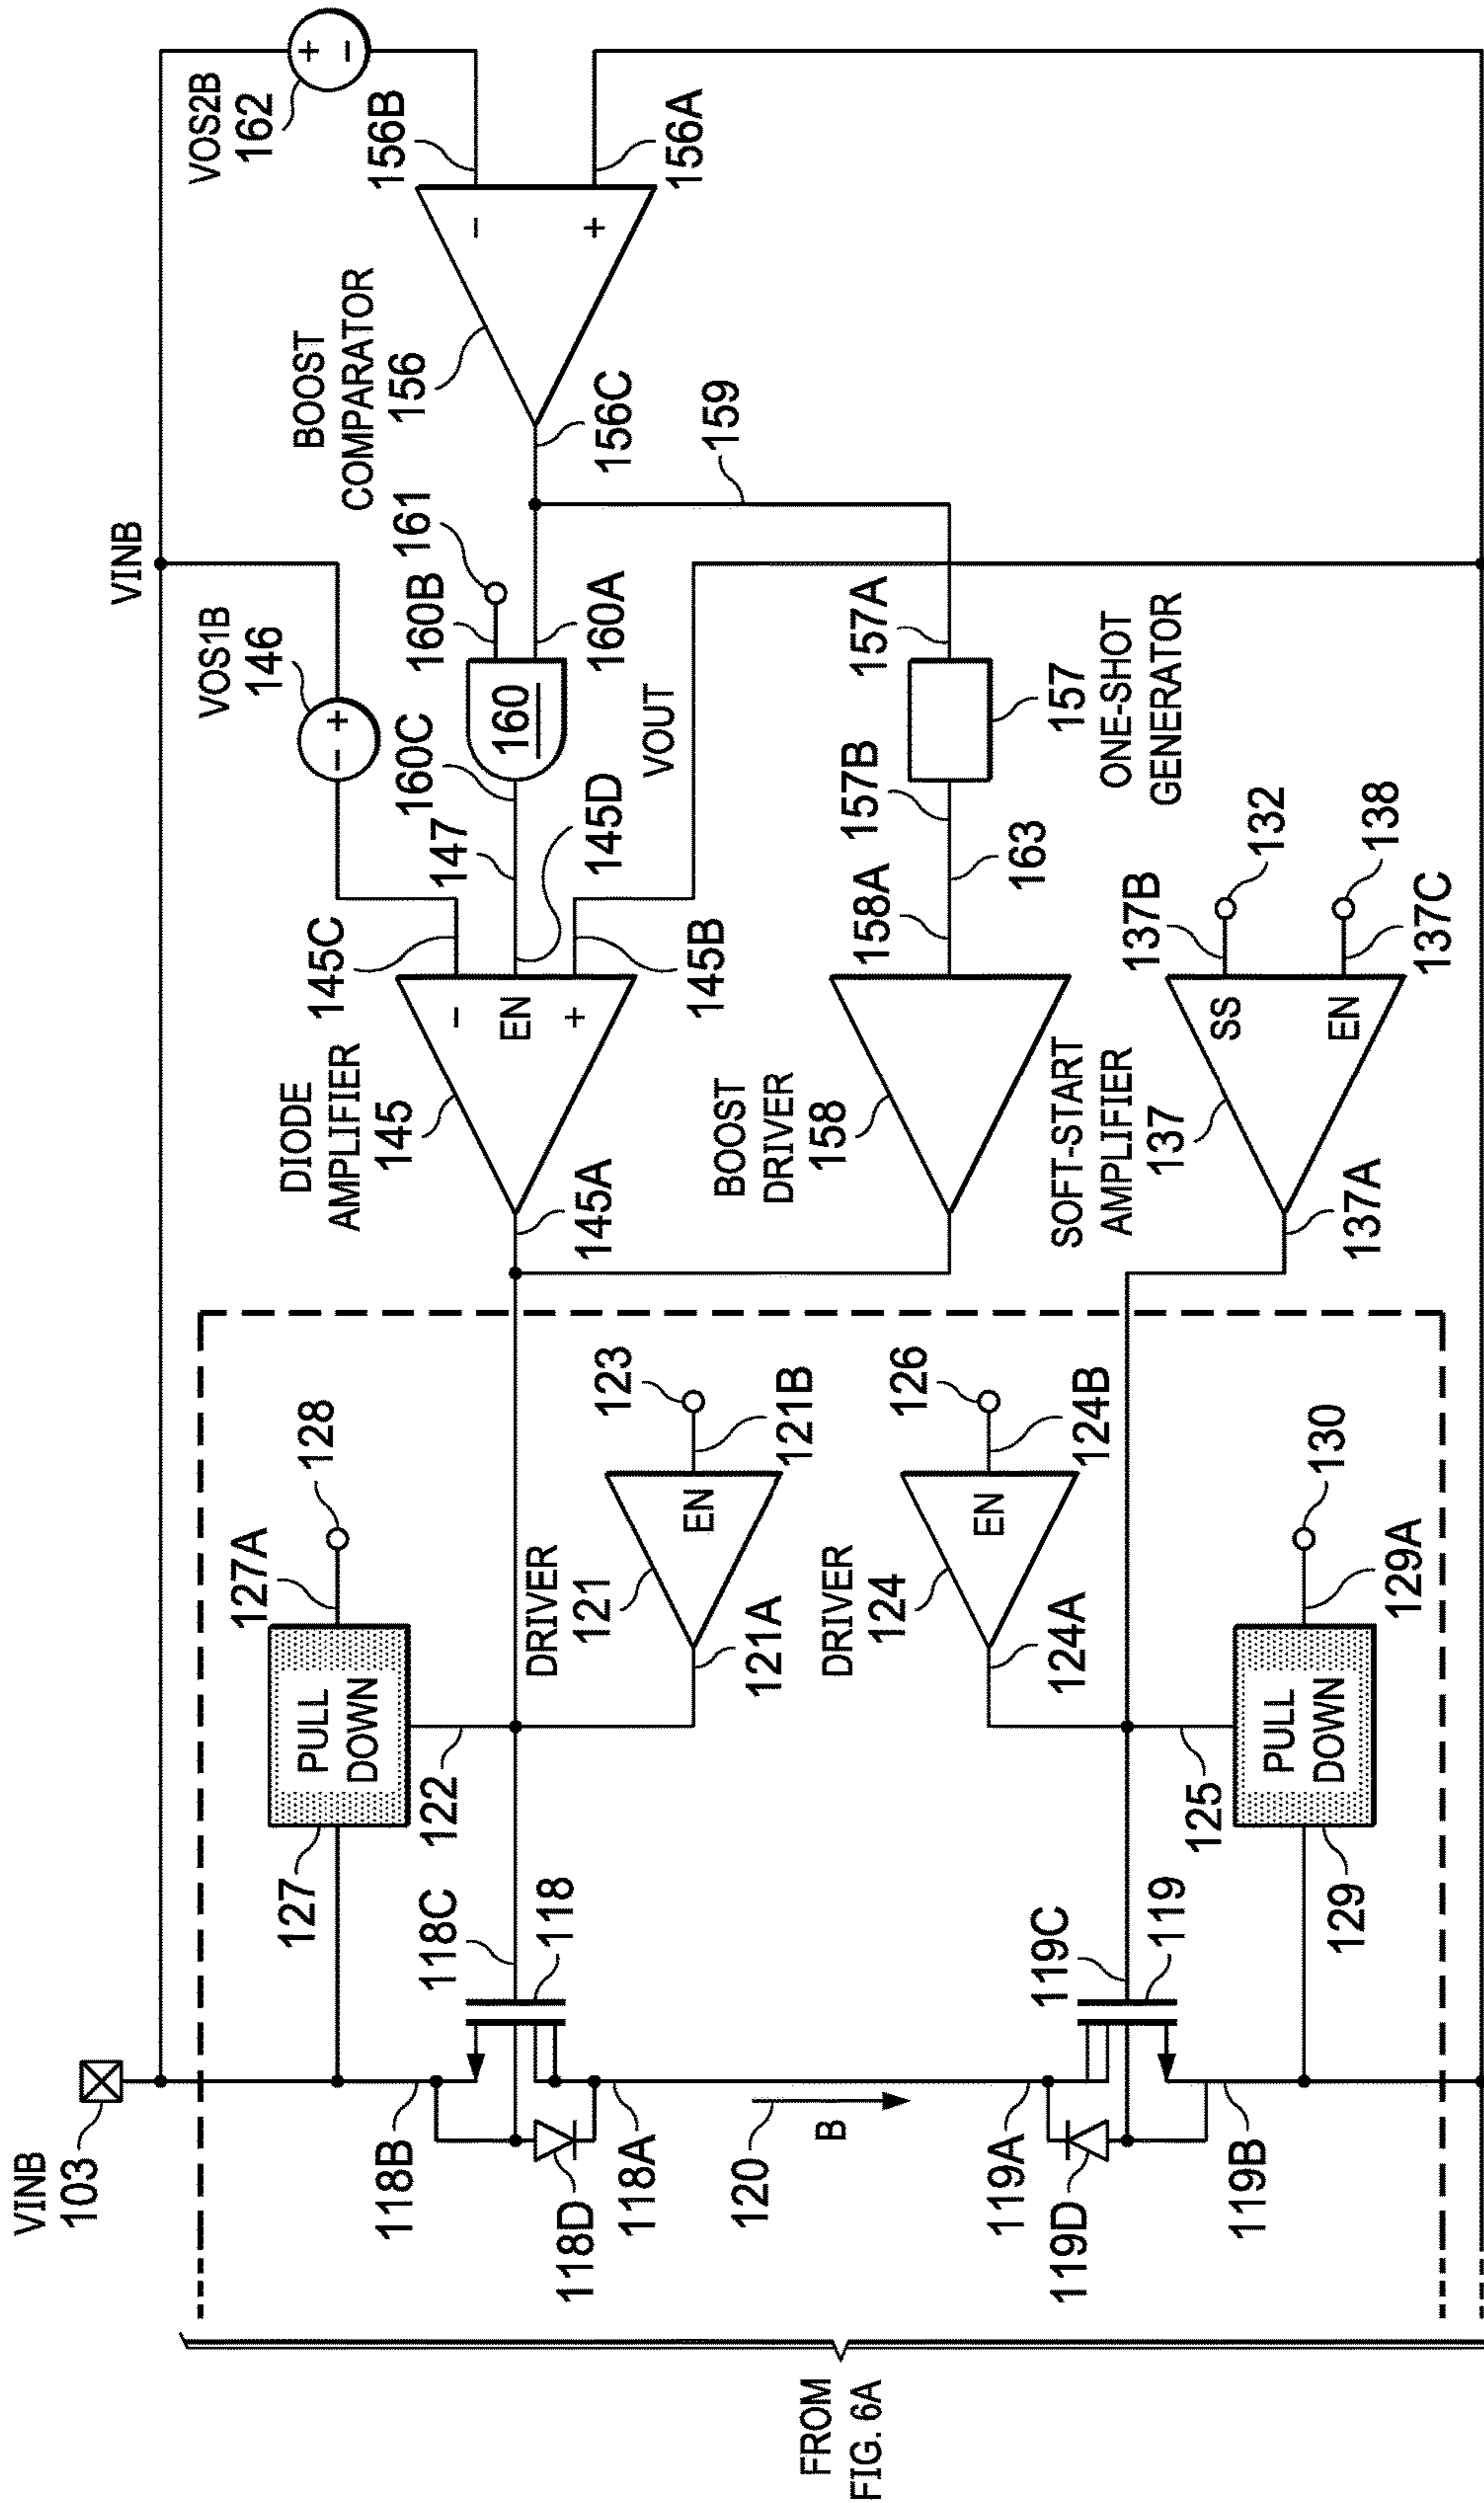 VINB
103
VINB
VOS2B
162
+
−
156B
156A
BOOST
COMPARATOR
156
−
+
156C
159
VOS1B
146
−
+
161
160B
160A
160
160C
147
145D
VOUT
145C
145B
DIODE
AMPLIFIER
145
−
EN
+
145A
157A
157
157B
ONE-SHOT
GENERATOR
163
158A
BOOST
DRIVER
158
SOFT-START
AMPLIFIER
137
SS
EN
137B
132
138
137C
137A
128
127A
PULL
DOWN
127
122
DRIVER
121
EN
123
121B
121A
DRIVER
124
EN
126
124B
124A
130
129A
PULL
DOWN
129
125
118C
118
118B
118D
118A
120
B
119C
119
119A
119D
119B
FROM
FIG. 6A